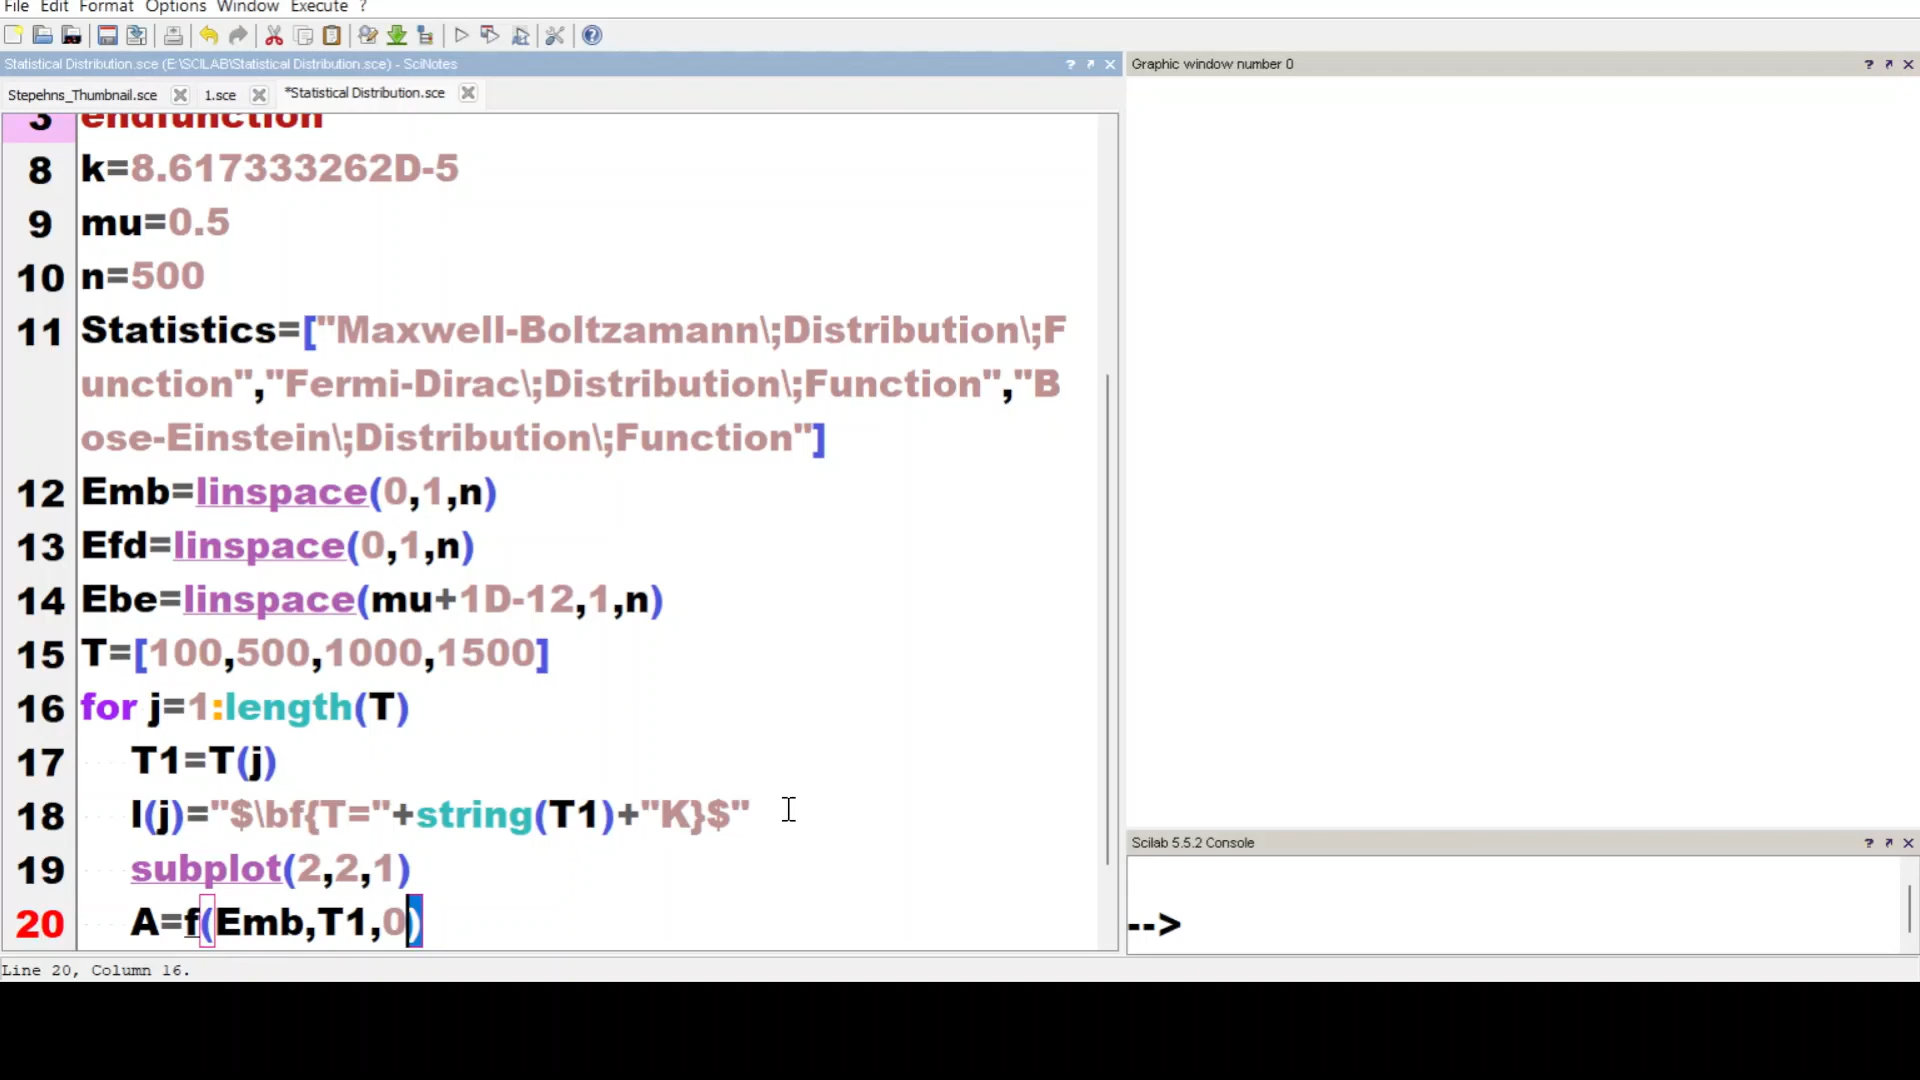 File Edit Format Options Window Execute ?
Statistical Distribution.sce (E:\SCILAB\Statistical Distribution.sce) - SciNotes
? ↗ ×
Graphic window number 0
? ↗ ×
Stepehns_Thumbnail.sce
1.sce
*Statistical Distribution.sce
3 endfunction
8 k=8.617333262D-5
9 mu=0.5
10 n=500
11 Statistics=["Maxwell-Boltzamann\;Distribution\;F
unction","Fermi-Dirac\;Distribution\;Function","B
ose-Einstein\;Distribution\;Function"]
12 Emb=linspace(0,1,n)
13 Efd=linspace(0,1,n)
14 Ebe=linspace(mu+1D-12,1,n)
15 T=[100,500,1000,1500]
16 for j=1:length(T)
17 T1=T(j)
18 l(j)="$\bf{T="+string(T1)+"K}$"
19 subplot(2,2,1)
20 A=f(Emb,T1,0)
Scilab 5.5.2 Console
? ↗ ×
-->
Line 20, Column 16.